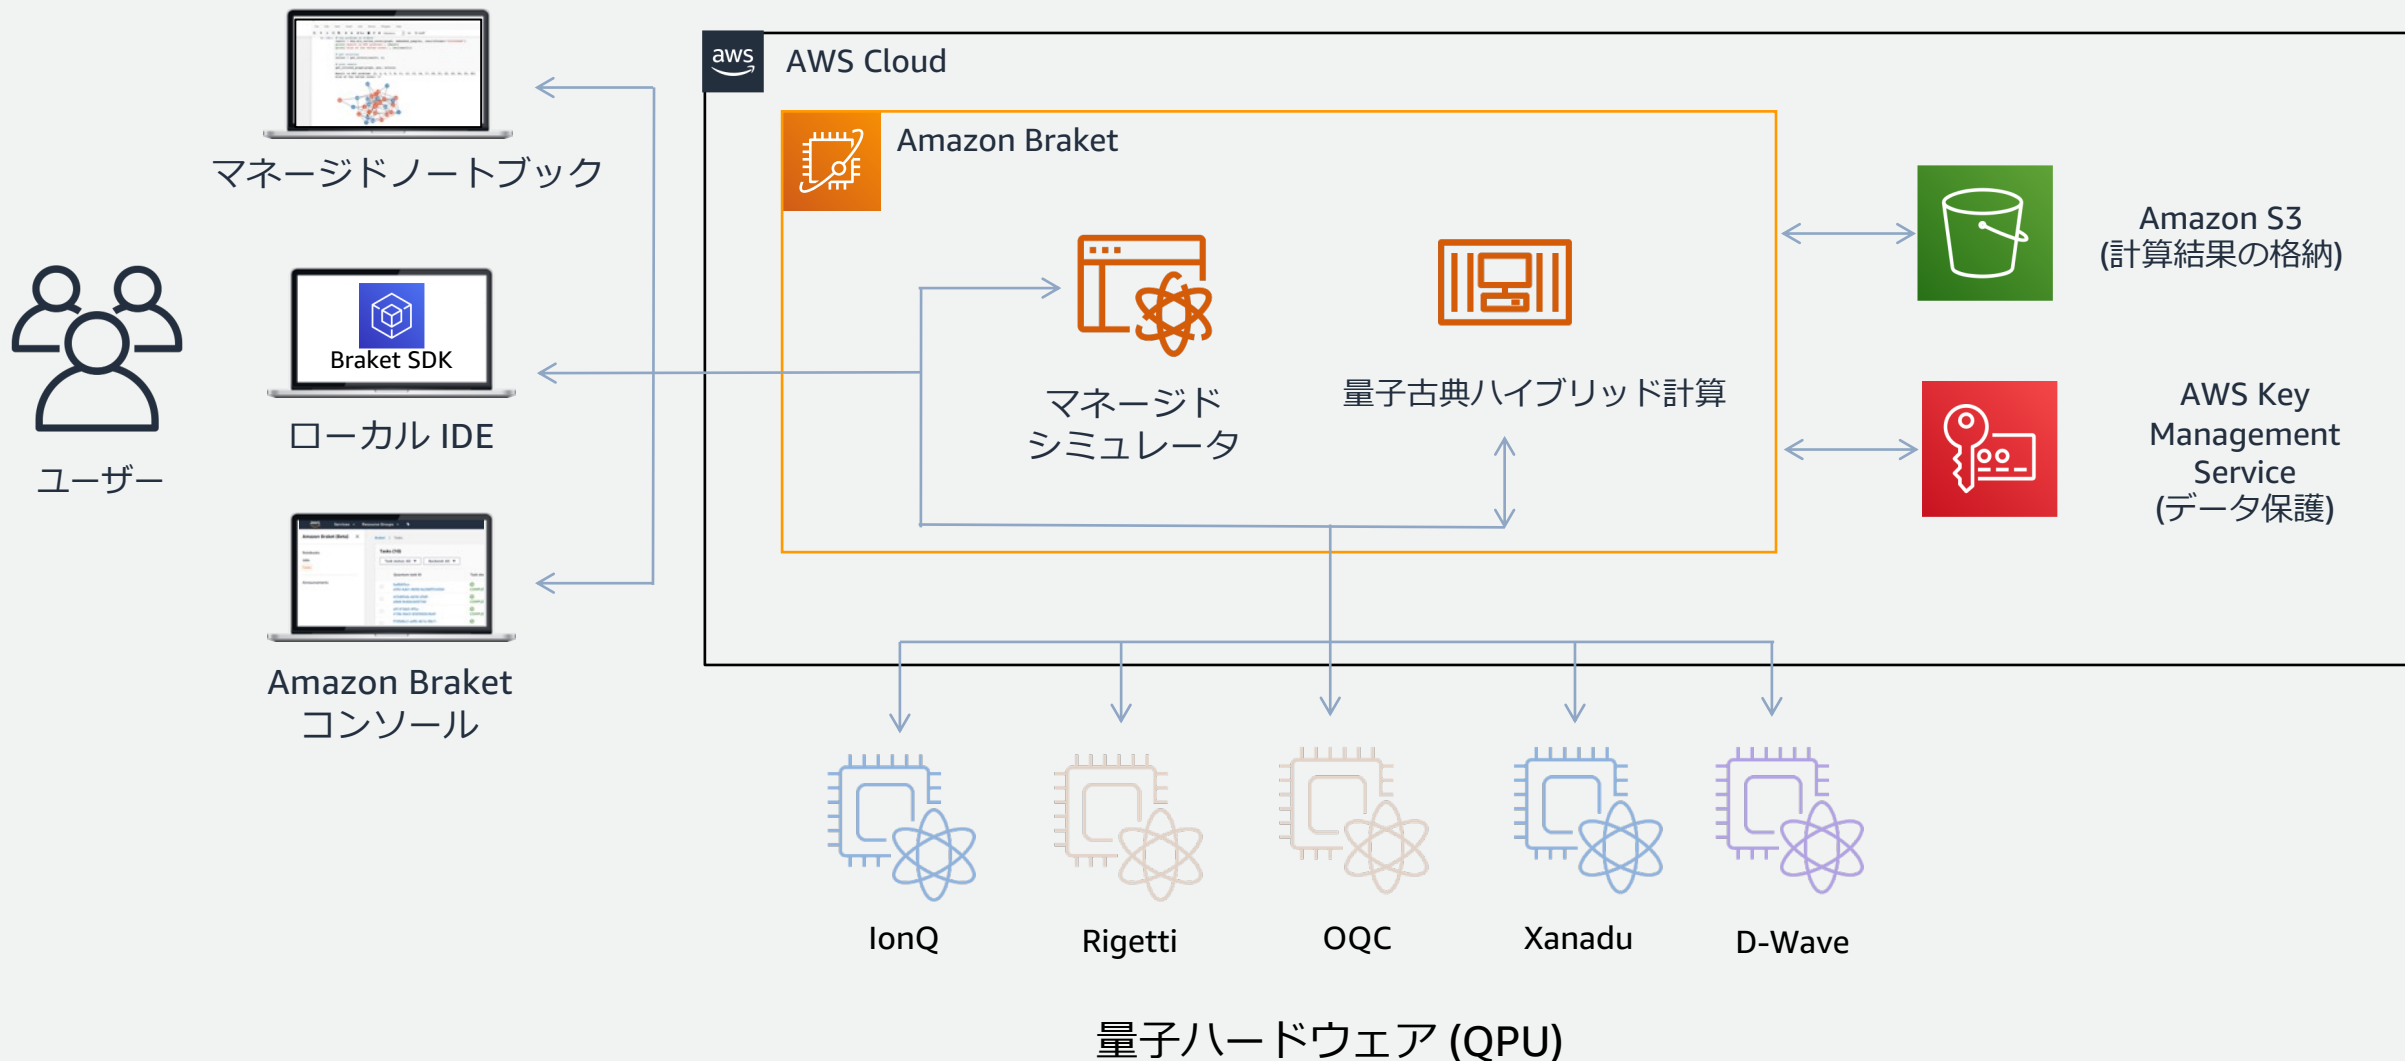 aws
AWS Cloud
Amazon Braket
マネージドノートブック
Braket SDK
ローカル IDE
ユーザー
Amazon Braket
コンソール
マネージド
シミュレータ
量子古典ハイブリッド計算
Amazon S3
(計算結果の格納)
AWS Key
Management
Service
(データ保護)
IonQ
Rigetti
OQC
Xanadu
D-Wave
量子ハードウェア (QPU)